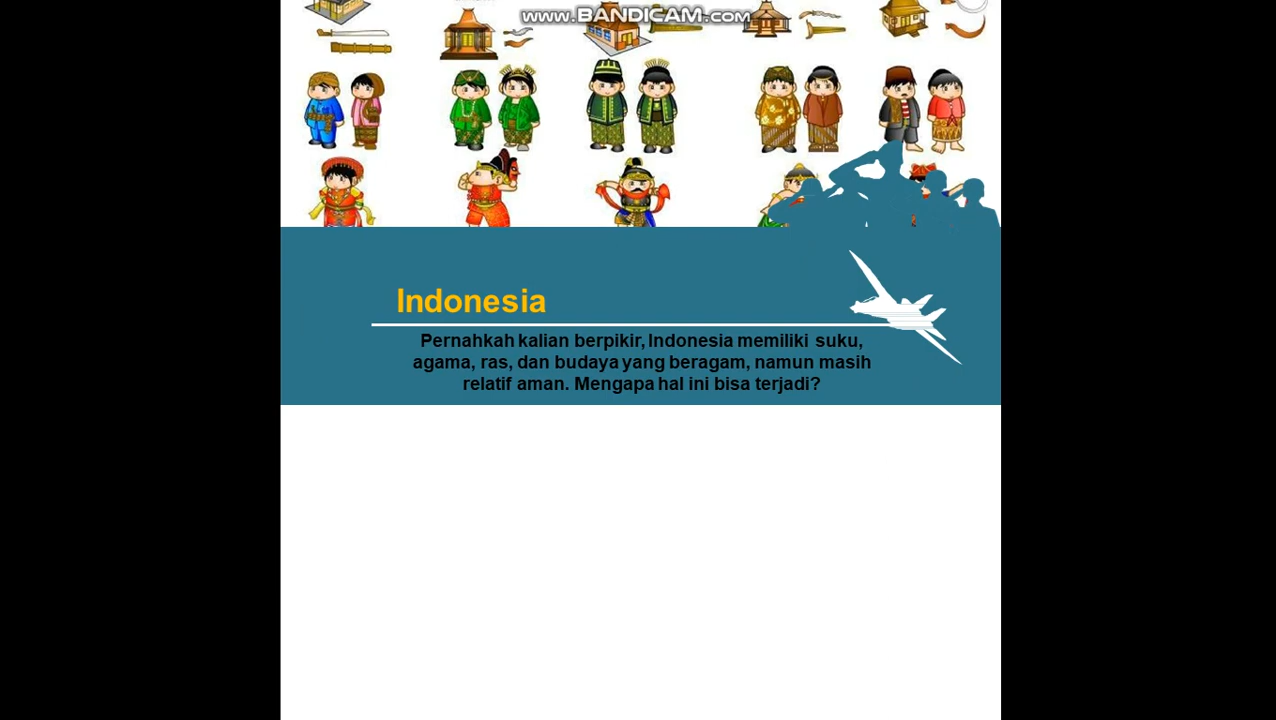 www.BANDICAM.com
Indonesia
Pernahkah kalian berpikir, Indonesia memiliki suku,
agama, ras, dan budaya yang beragam, namun masih
relatif aman. Mengapa hal ini bisa terjadi?